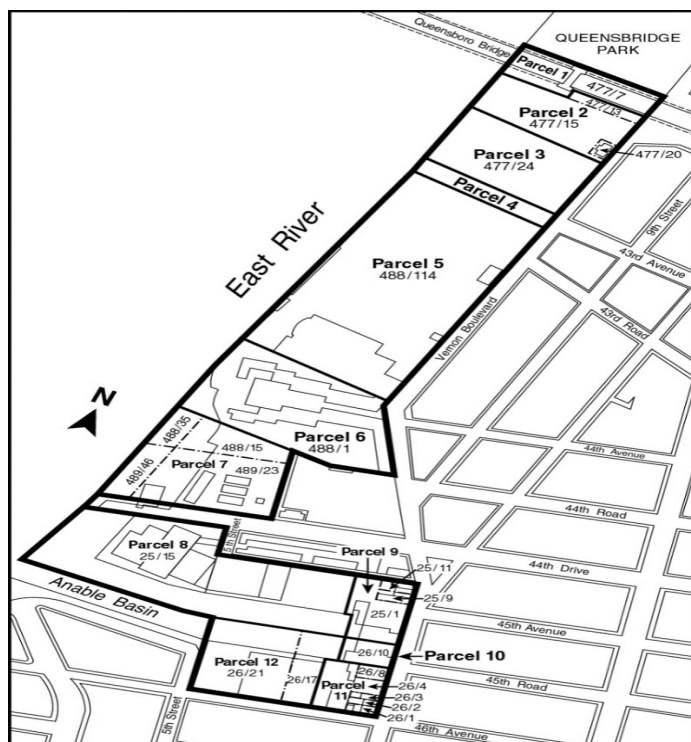 Queensboro Bridge
QUEENSBRIDGE
PARK
Parcel 1
477/7
477/13
Parcel 2
477/15
477/20
Parcel 3
477/24
Parcel 4
9th Street
43rd Avenue
East River
Parcel 5
488/114
Vernon Boulevard
43rd Road
N
44th Avenue
488/35
Parcel 6
488/1
488/15
489/46
Parcel 7
489/23
44th Road
5th Street
Parcel 8
25/15
Parcel 9
44th Drive
25/11
25/9
Anable Basin
25/1
45th Avenue
26/10
Parcel 10
Parcel 12
26/21
26/17
26/8
Parcel
11
26/4
26/3
26/2
26/1
45th Road
5th Street
46th Avenue